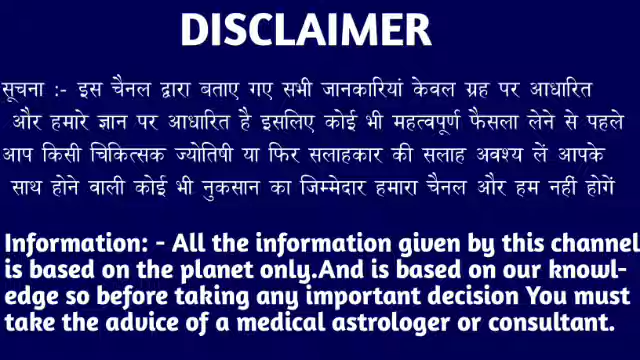 DISCLAIMER
सूचना :- इस चैनल द्वारा बताए गए सभी जानकारियां केवल ग्रह पर आधारित
और हमारे ज्ञान पर आधारित है इसलिए कोई भी महत्वपूर्ण फैसला लेने से पहले
आप किसी चिकित्सक ज्योतिषी या फिर सलाहकार की सलाह अवश्य लें आपके
साथ होने वाली कोई भी नुकसान का जिम्मेदार हमारा चैनल और हम नहीं होगें
Information: - All the information given by this channel
is based on the planet only.And is based on our knowl-
edge so before taking any important decision You must
take the advice of a medical astrologer or consultant.